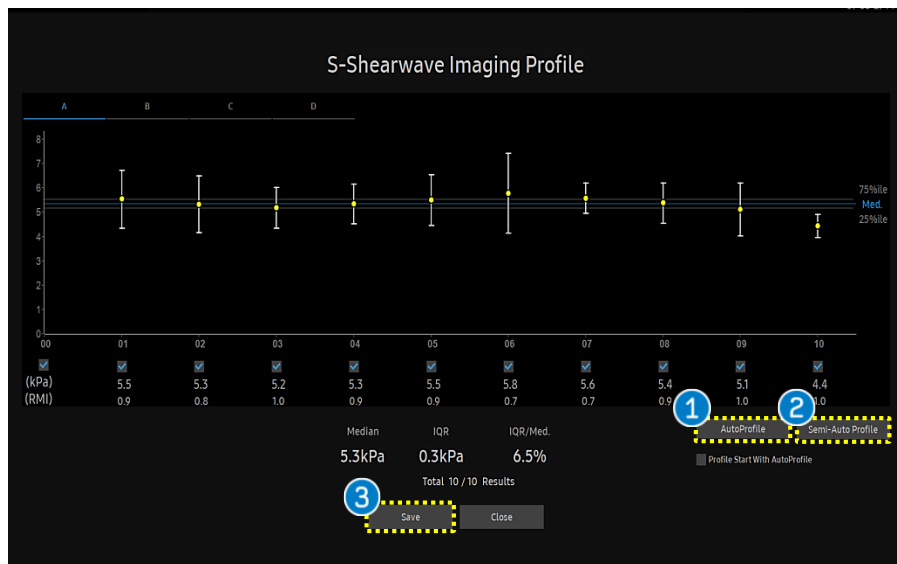 S-Shearwave Imaging Profile
A B C D
8
7
6
5
4
3
2
1
0
75%ile
Med.
25%ile
00 01 02 03 04 05 06 07 08 09 10
(kPa) 5.5 5.3 5.2 5.3 5.5 5.8 5.6 5.4 5.1 4.4
(RMI) 0.9 0.8 1.0 0.9 0.9 0.7 0.7 0.9 1.0 1.0
1 2
AutoProfile Semi-Auto Profile
Profile Start With AutoProfile
Median IQR IQR/Med.
5.3kPa 0.3kPa 6.5%
Total 10 / 10 Results
3
Save Close